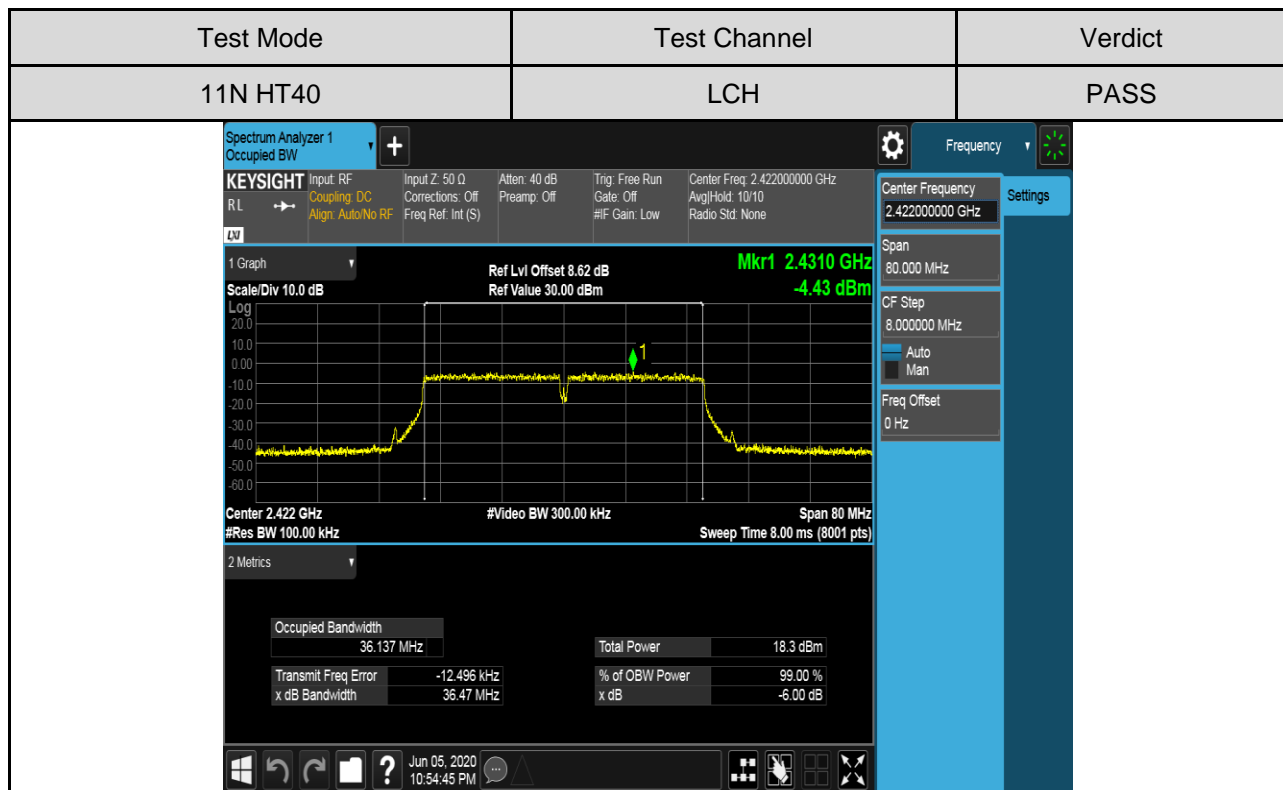 Test Mode Test Channel Verdict
11N HT40 LCH PASS
Spectrum Analyzer 1
Occupied BW
+
Frequency
KEYSIGHT Input: RF Input Z: 50 Ω Atten: 40 dB Trig: Free Run Center Freq: 2.422000000 GHz
RL Coupling: DC Corrections: Off Preamp: Off Gate: Off Avg|Hold: 10/10
Align: Auto/No RF Freq Ref: Int (S) #IF Gain: Low Radio Std: None
LXI
Center Frequency
2.422000000 GHz
Settings
Span
80.000 MHz
CF Step
8.000000 MHz
Auto
Man
Freq Offset
0 Hz
1 Graph
Ref Lvl Offset 8.62 dB
Mkr1 2.4310 GHz
Scale/Div 10.0 dB
Ref Value 30.00 dBm
-4.43 dBm
Log
20.0
10.0
0.00
-10.0
-20.0
-30.0
-40.0
-50.0
-60.0
1
Center 2.422 GHz #Video BW 300.00 kHz Span 80 MHz
#Res BW 100.00 kHz Sweep Time 8.00 ms (8001 pts)
2 Metrics
Occupied Bandwidth
36.137 MHz
Total Power 18.3 dBm
Transmit Freq Error -12.496 kHz % of OBW Power 99.00 %
x dB Bandwidth 36.47 MHz x dB -6.00 dB
?
Jun 05, 2020
10:54:45 PM